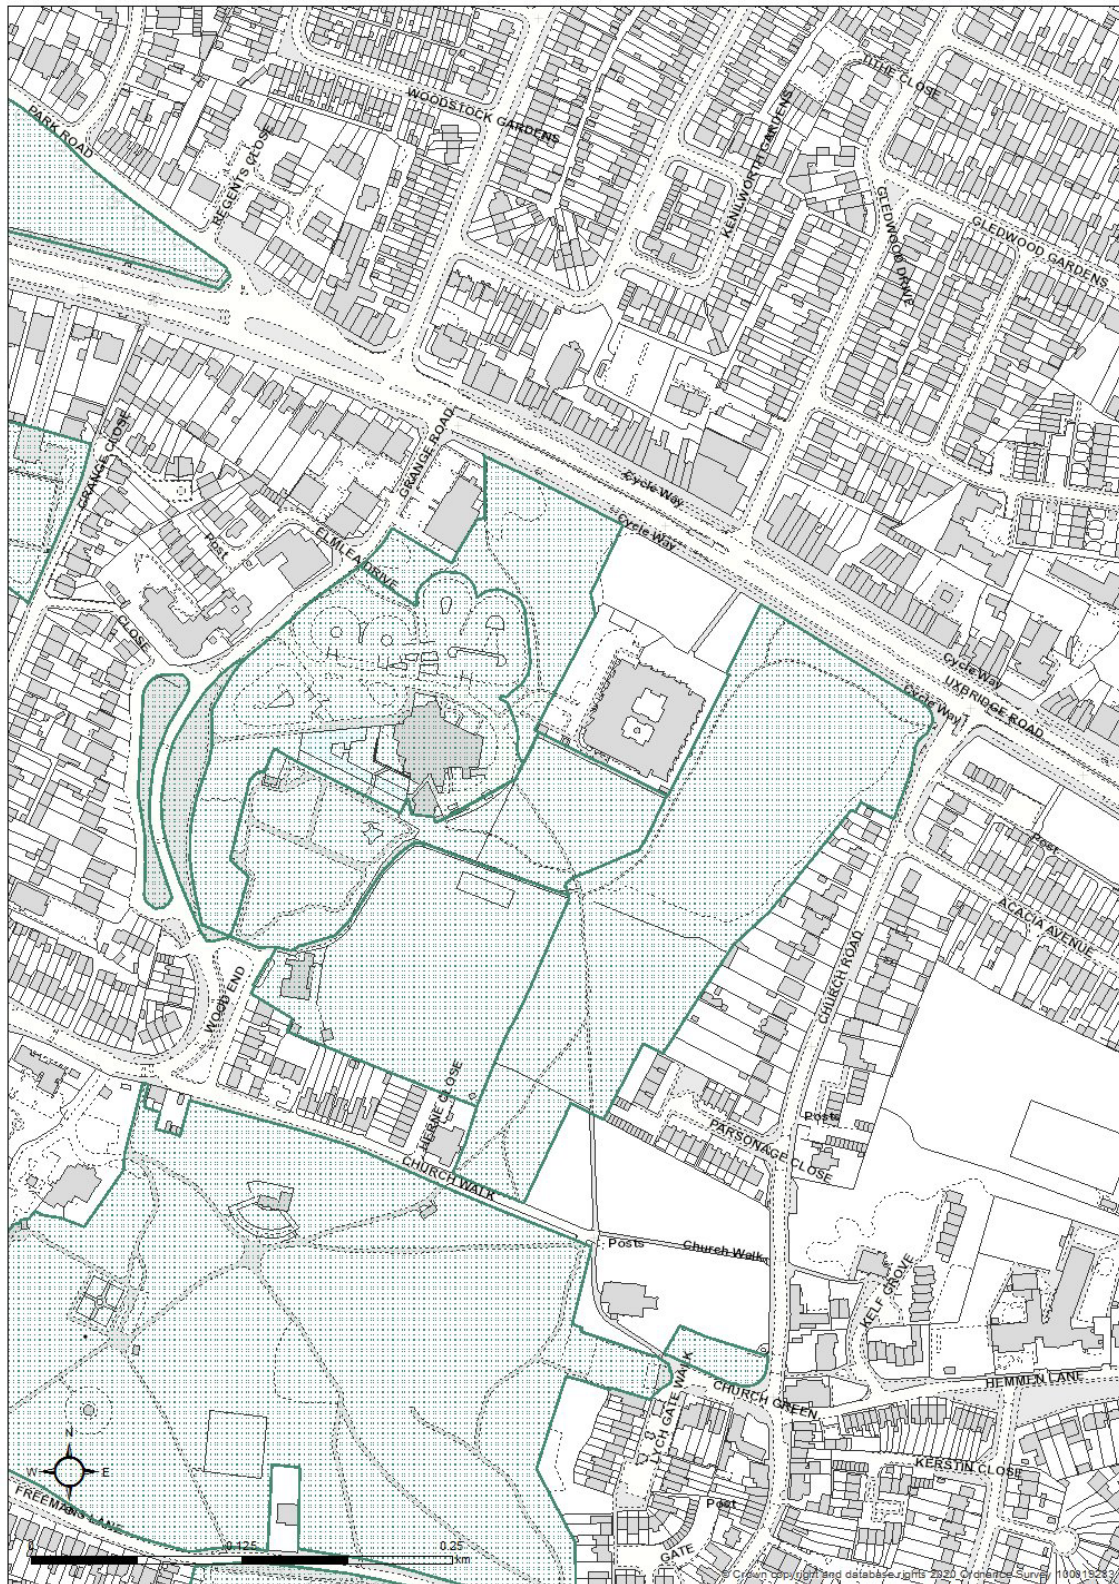 PARK ROAD
REGENTS CLOSE
WOODSTOCK GARDENS
KENILWORTH GARDENS
GLEDWOOD DRIVE
GLEDWOOD GARDENS
GRANGE CLOSE
GRANGE ROAD
Cycle Way
Cycle Way
Post
ELMLEA DRIVE
CLOSE
Cycle Way
Cycle Way
UXBRIDGE ROAD
Post
ACACIA AVENUE
CHURCH ROAD
WOOD END
HERNE CLOSE
Posts
PARSONAGE CLOSE
CHURCH WALK
Posts
Church Walk
KELF GROVE
LYCH GATE WALK
CHURCH GREEN
HEMMEN LANE
KERSTIN CLOSE
N
W
E
FREEMANS LANE
Post
GATE
0.125
0.25
km
© Crown copyright and database rights 2020 Ordnance Survey